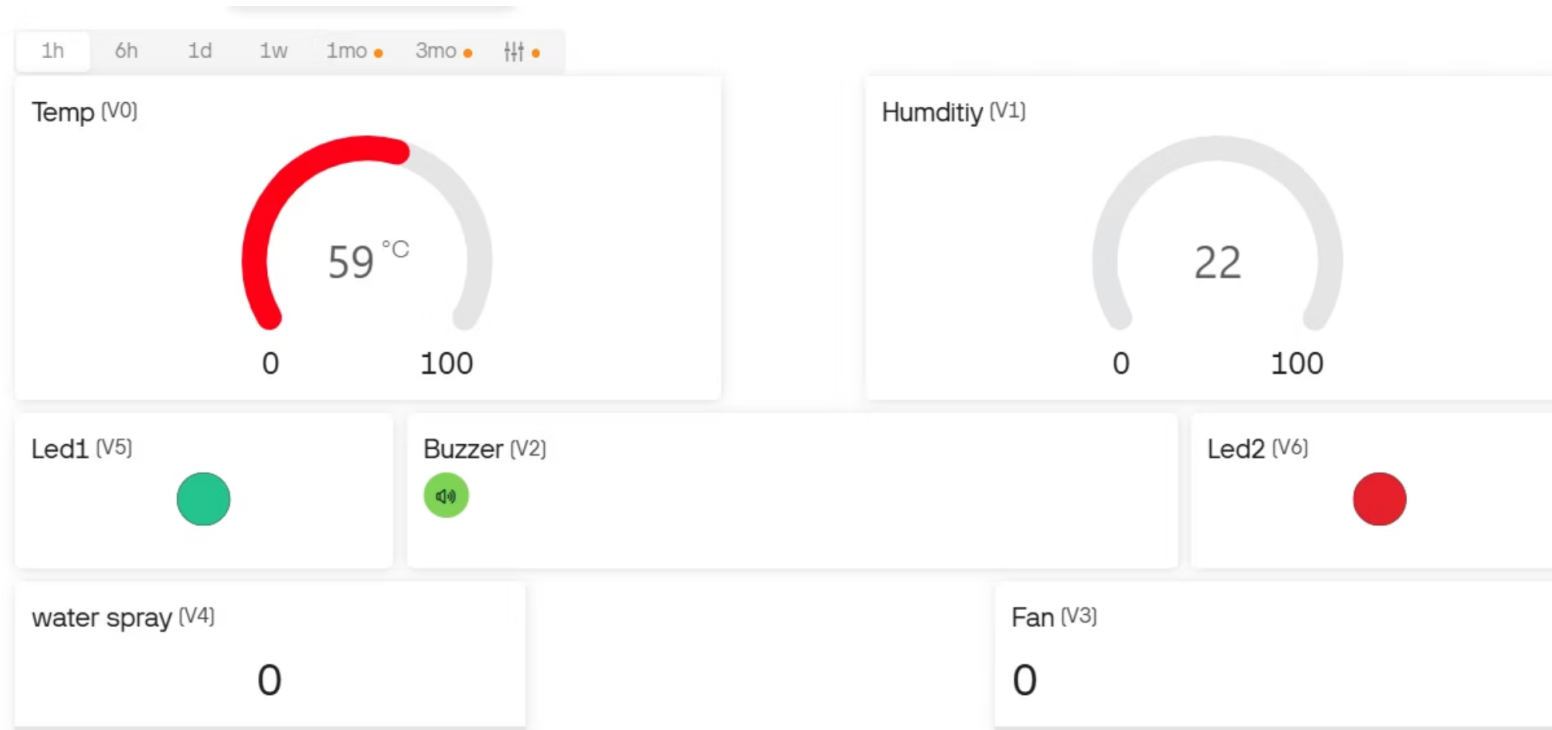 1h 6h 1d 1w 1mo 3mo
Temp (V0)
59 °C
0 100
Humditiy (V1)
22
0 100
Led1 (V5)
Buzzer (V2)
Led2 (V6)
water spray (V4)
0
Fan (V3)
0